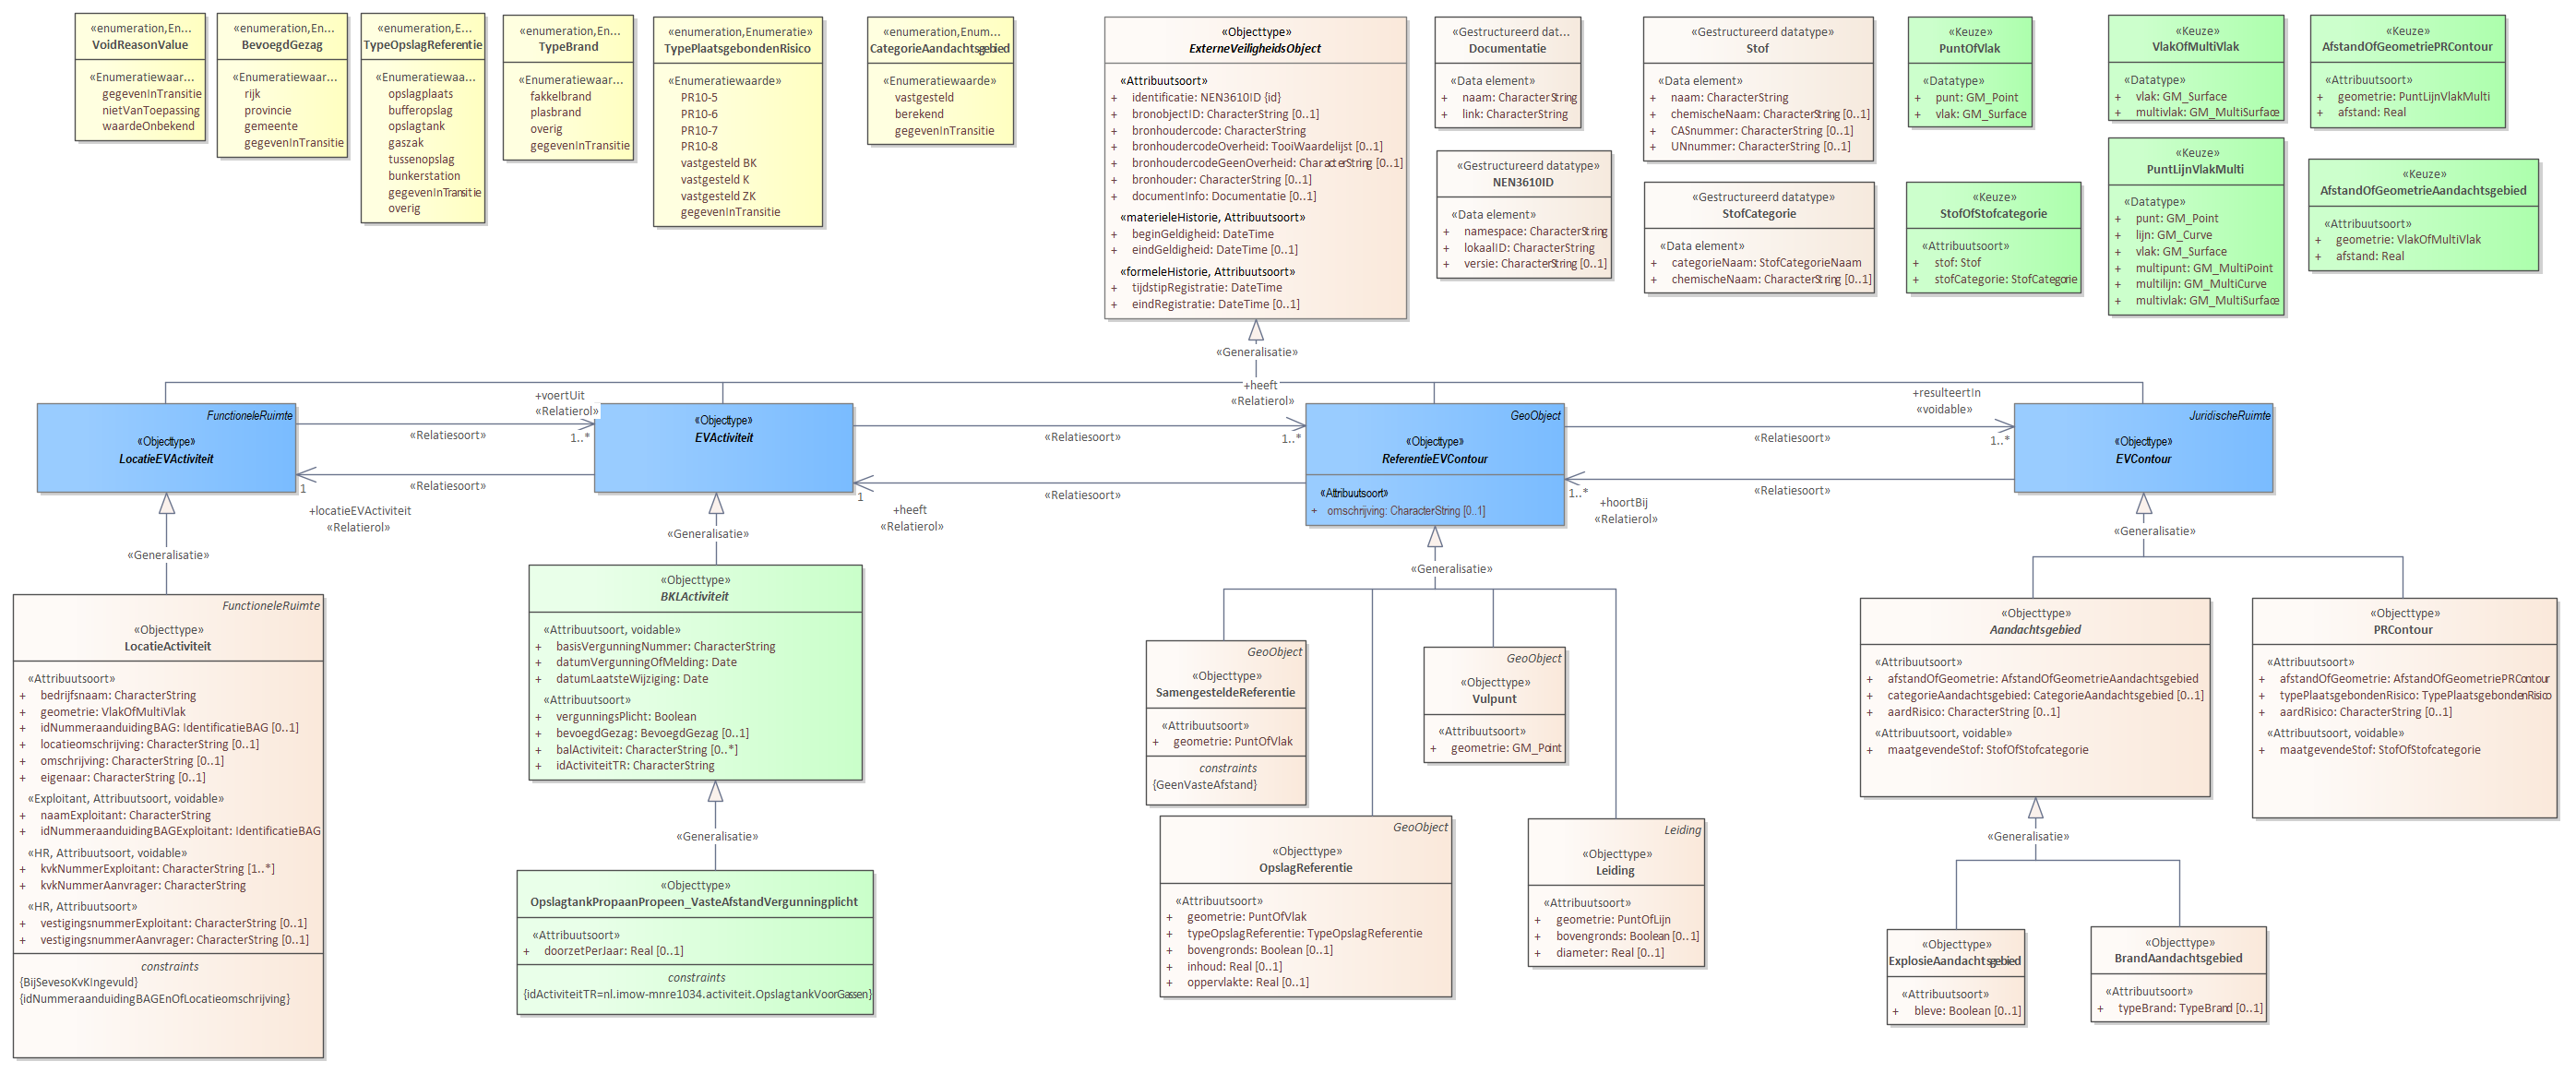 «enumeration,En...
VoidReasonValue
«Enumeratiewaar...
gegevenInTransitie
nietVanToepassing
waardeOnbekend
«enumeration,E...
BevoegdGezag
«Enumeratiewaar...
rijk
provincie
gemeente
gegevenInTransitie
«enumeration,E...
TypeOpslagReferentie
«Enumeratiewaa...
opslagplaats
bufferopslag
opslagtank
gaszak
tussenopslag
bunkerstation
gegevenInTransitie
overig
«enumeration,En...
TypeBrand
«Enumeratiewaar...
fakkelbrand
plasbrand
overig
gegevenInTransitie
«enumeration,Enumeratie»
TypePlaatsgebondenRisico
«Enumeratiewaarde»
PR10-5
PR10-6
PR10-7
PR10-8
vastgesteld BK
vastgesteld K
vastgesteld ZK
gegevenInTransitie
«enumeration,Enum...
CategorieAandachtsgebied
«Enumeratiewaarde»
vastgesteld
berekend
gegevenInTransitie
«Objecttype»
ExterneVeiligheidsObject
«Attribuutsoort»
+ identificatie: NEN3610ID {id}
+ bronobjectID: CharacterString [0..1]
+ bronhoudercode: CharacterString
+ bronhoudercodeOverheid: TooiWaardelijst [0..1]
+ bronhoudercodeGeenOverheid: CharacterString [0..1]
+ bronhouder: CharacterString [0..1]
+ documentInfo: Documentatie [0..1]
«materieleHistorie, Attribuutsoort»
+ beginGeldigheid: DateTime
+ eindGeldigheid: DateTime [0..1]
«formeleHistorie, Attribuutsoort»
+ tijdstipRegistratie: DateTime
+ eindRegistratie: DateTime [0..1]
«Gestructureerd dat...
Documentatie
«Data element»
+ naam: CharacterString
+ link: CharacterString
«Gestructureerd datatype»
NEN3610ID
«Data element»
+ namespace: CharacterString
+ lokaalID: CharacterString
+ versie: CharacterString [0..1]
«Gestructureerd datatype»
Stof
«Data element»
+ naam: CharacterString
+ chemischeNaam: CharacterString [0..1]
+ CASnummer: CharacterString [0..1]
+ UNnummer: CharacterString [0..1]
«Gestructureerd datatype»
StofCategorie
«Data element»
+ categorieNaam: StofCategorieNaam
+ chemischeNaam: CharacterString [0..1]
«Keuze»
PuntOfVlak
«Datatype»
+ punt: GM_Point
+ vlak: GM_Surface
«Keuze»
StofOfStofcategorie
«Attribuutsoort»
+ stof: Stof
+ stofCategorie: StofCategorie
«Keuze»
VlakOfMultiVlak
«Datatype»
+ vlak: GM_Surface
+ multivlak: GM_MultiSurface
«Keuze»
PuntLijnVlakMulti
«Datatype»
+ punt: GM_Point
+ lijn: GM_Curve
+ vlak: GM_Surface
+ multipunt: GM_MultiPoint
+ multilijn: GM_MultiCurve
+ multivlak: GM_MultiSurface
«Keuze»
AfstandOfGeometriePRContour
«Attribuutsoort»
+ geometrie: PuntLijnVlakMulti
+ afstand: Real
«Keuze»
AfstandOfGeometrieAandachtsgebied
«Attribuutsoort»
+ geometrie: VlakOfMultiVlak
+ afstand: Real
«Generalisatie»
FunctioneleRuimte
«Objecttype»
LocatieEVActiviteit
+voertUit
«Relatierol»
1..*
«Relatiesoort»
«Relatiesoort»
1
+locatieEVActiviteit
«Relatierol»
«Objecttype»
EVActiviteit
+heeft
«Relatierol»
1..*
«Relatiesoort»
«Relatiesoort»
1
+heeft
«Relatierol»
GeoObject
«Objecttype»
ReferentieEVContour
«Attribuutsoort»
+ omschrijving: CharacterString [0..1]
+resulteertIn
«voidable»
1..*
«Relatiesoort»
«Relatiesoort»
1..*
+hoortBij
«Relatierol»
JuridischeRuimte
«Objecttype»
EVContour
«Generalisatie»
«Generalisatie»
«Generalisatie»
«Generalisatie»
FunctioneleRuimte
«Objecttype»
LocatieActiviteit
«Attribuutsoort»
+ bedrijfsnaam: CharacterString
+ geometrie: VlakOfMultiVlak
+ idNummeraanduidingBAG: IdentificatieBAG [0..1]
+ locatieomschrijving: CharacterString [0..1]
+ omschrijving: CharacterString [0..1]
+ eigenaar: CharacterString [0..1]
«Exploitant, Attribuutsoort, voidable»
+ naamExploitant: CharacterString
+ idNummeraanduidingBAGExploitant: IdentificatieBAG
«HR, Attribuutsoort, voidable»
+ kvkNummerExploitant: CharacterString [1..*]
+ kvkNummerAanvrager: CharacterString
«HR, Attribuutsoort»
+ vestigingsnummerExploitant: CharacterString [0..1]
+ vestigingsnummerAanvrager: CharacterString [0..1]
constraints
{BijSevesoKvKIngevuld}
{idNummeraanduidingBAGEnOfLocatieomschrijving}
«Objecttype»
BKLActiviteit
«Attribuutsoort, voidable»
+ basisVergunningNummer: CharacterString
+ datumVergunningOfMelding: Date
+ datumLaatsteWijziging: Date
«Attribuutsoort»
+ vergunningsPlicht: Boolean
+ bevoegdGezag: BevoegdGezag [0..1]
+ balActiviteit: CharacterString [0..*]
+ idActiviteitTR: CharacterString
«Generalisatie»
«Objecttype»
OpslagtankPropaanPropeen_VasteAfstandVergunningplicht
«Attribuutsoort»
+ doorzetPerJaar: Real [0..1]
constraints
{idActiviteitTR=nl.imow-mnre1034.activiteit.OpslagtankVoorGassen}
GeoObject
«Objecttype»
SamengesteldeReferentie
«Attribuutsoort»
+ geometrie: PuntOfVlak
constraints
{GeenVasteAfstand}
GeoObject
«Objecttype»
Vulpunt
«Attribuutsoort»
+ geometrie: GM_Point
GeoObject
«Objecttype»
OpslagReferentie
«Attribuutsoort»
+ geometrie: PuntOfVlak
+ typeOpslagReferentie: TypeOpslagReferentie
+ bovengronds: Boolean [0..1]
+ inhoud: Real [0..1]
+ oppervlakte: Real [0..1]
Leiding
«Objecttype»
Leiding
«Attribuutsoort»
+ geometrie: PuntOfLijn
+ bovengronds: Boolean [0..1]
+ diameter: Real [0..1]
«Objecttype»
Aandachtsgebied
«Attribuutsoort»
+ afstandOfGeometrie: AfstandOfGeometrieAandachtsgebied
+ categorieAandachtsgebied: CategorieAandachtsgebied [0..1]
+ aardRisico: CharacterString [0..1]
«Attribuutsoort, voidable»
+ maatgevendeStof: StofOfStofcategorie
«Objecttype»
PRContour
«Attribuutsoort»
+ afstandOfGeometrie: AfstandOfGeometriePRContour
+ typePlaatsgebondenRisico: TypePlaatsgebondenRisico
+ aardRisico: CharacterString [0..1]
«Attribuutsoort, voidable»
+ maatgevendeStof: StofOfStofcategorie
«Generalisatie»
«Objecttype»
ExplosieAandachtsgebied
«Attribuutsoort»
+ bleve: Boolean [0..1]
«Objecttype»
BrandAandachtsgebied
«Attribuutsoort»
+ typeBrand: TypeBrand [0..1]